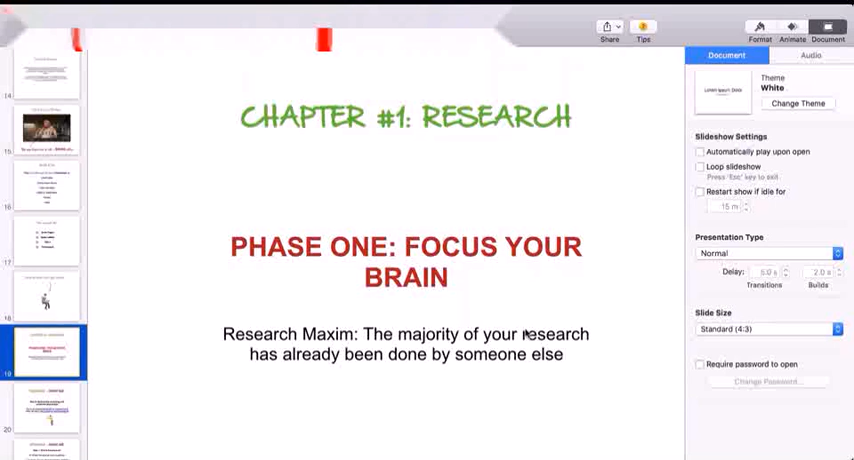 Share
Tips
Format
Animate
Document
Document
Audio
CHAPTER #1: RESEARCH
PHASE ONE: FOCUS YOUR
BRAIN
Research Maxim: The majority of your research
has already been done by someone else
14
15
16
17
18
19
20
Theme
White
Change Theme
Slideshow Settings
Automatically play upon open
Loop slideshow
Press 'Esc' key to exit
Restart show if idle for
15 m
Presentation Type
Normal
Delay: 5.0 s 2.0 s
Transitions Builds
Slide Size
Standard (4:3)
Require password to open
Change Password...